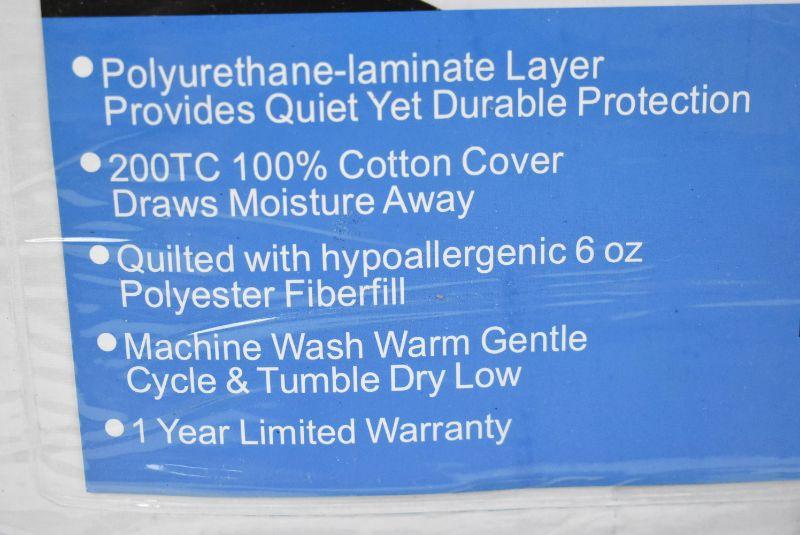 • Polyurethane-laminate Layer
Provides Quiet Yet Durable Protection
• 200TC 100% Cotton Cover
Draws Moisture Away
• Quilted with hypoallergenic 6 oz
Polyester Fiberfill
• Machine Wash Warm Gentle
Cycle & Tumble Dry Low
• 1 Year Limited Warranty